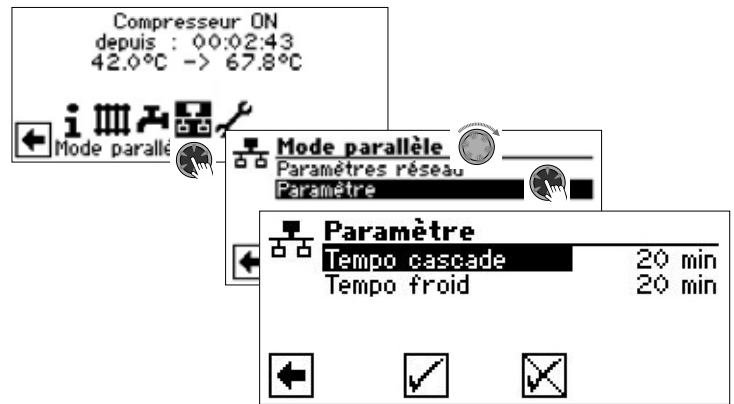 Compresseur ON
depuis : 00:02:43
42.0°C -> 67.8°C
Mode parallè
Mode parallèle
Paramètres réseau
Paramètre
Paramètre
Tempo cascade 20 min
Tempo froid 20 min